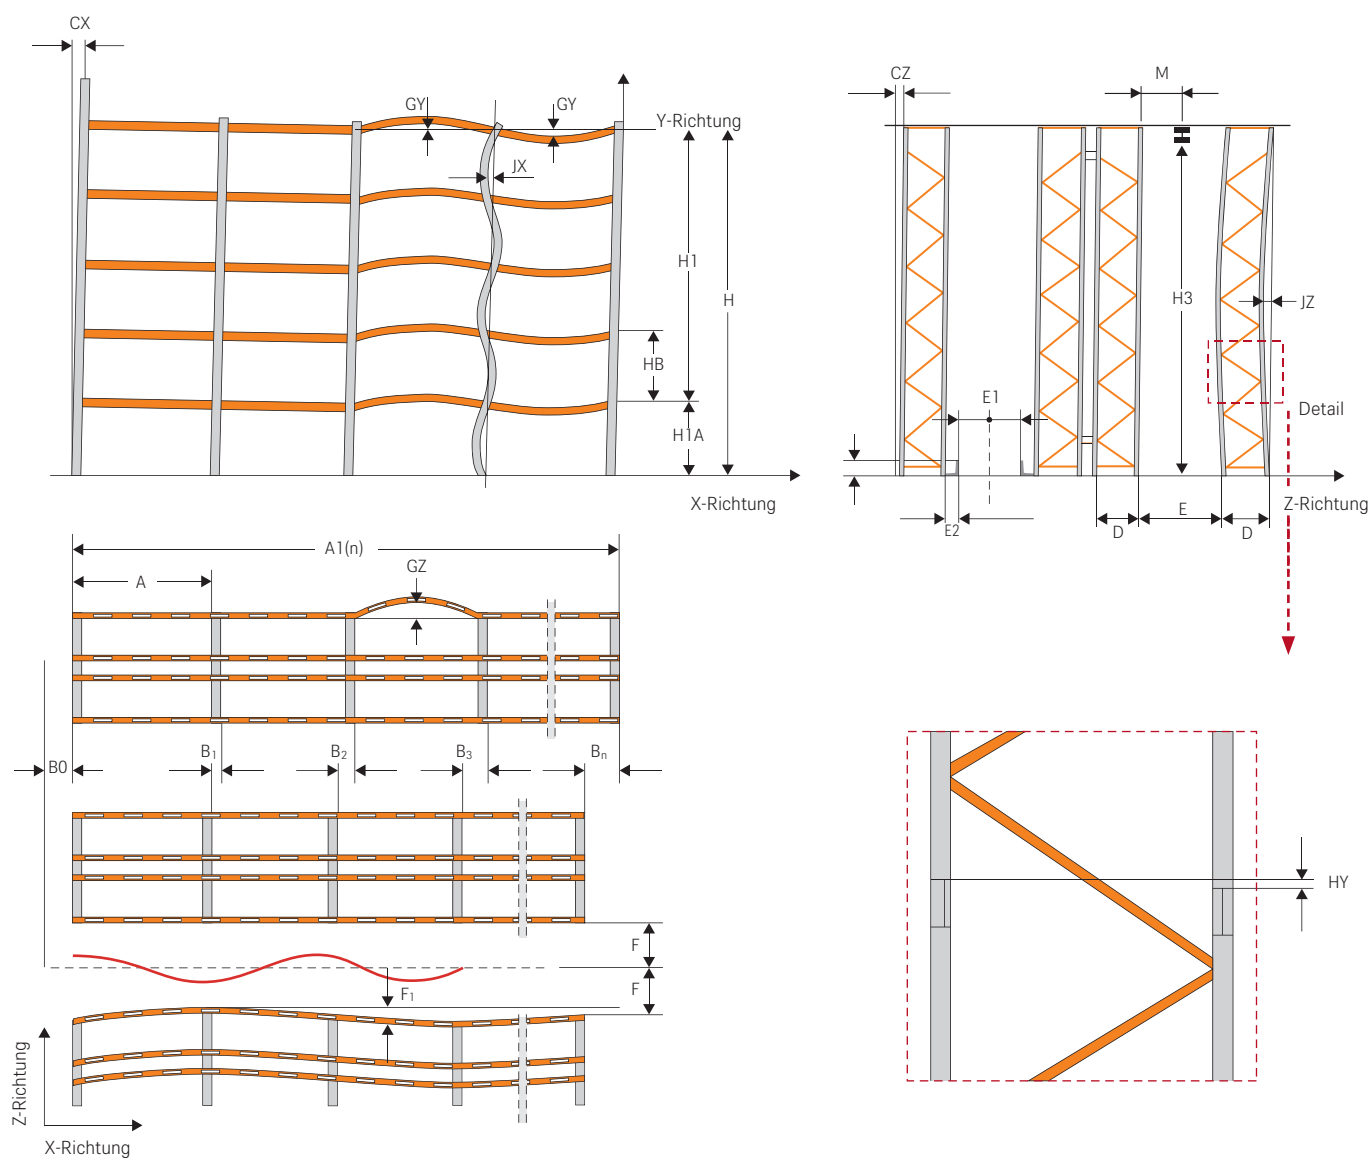 CX
GY
GY
Y-Richtung
JX
H1
H
HB
H1A
X-Richtung
CZ
M
H3
JZ
E1
Detail
E2
D
E
D
Z-Richtung
A1(n)
A
GZ
B0
B1
B2
B3
Bn
F
F1
F
Z-Richtung
X-Richtung
HY